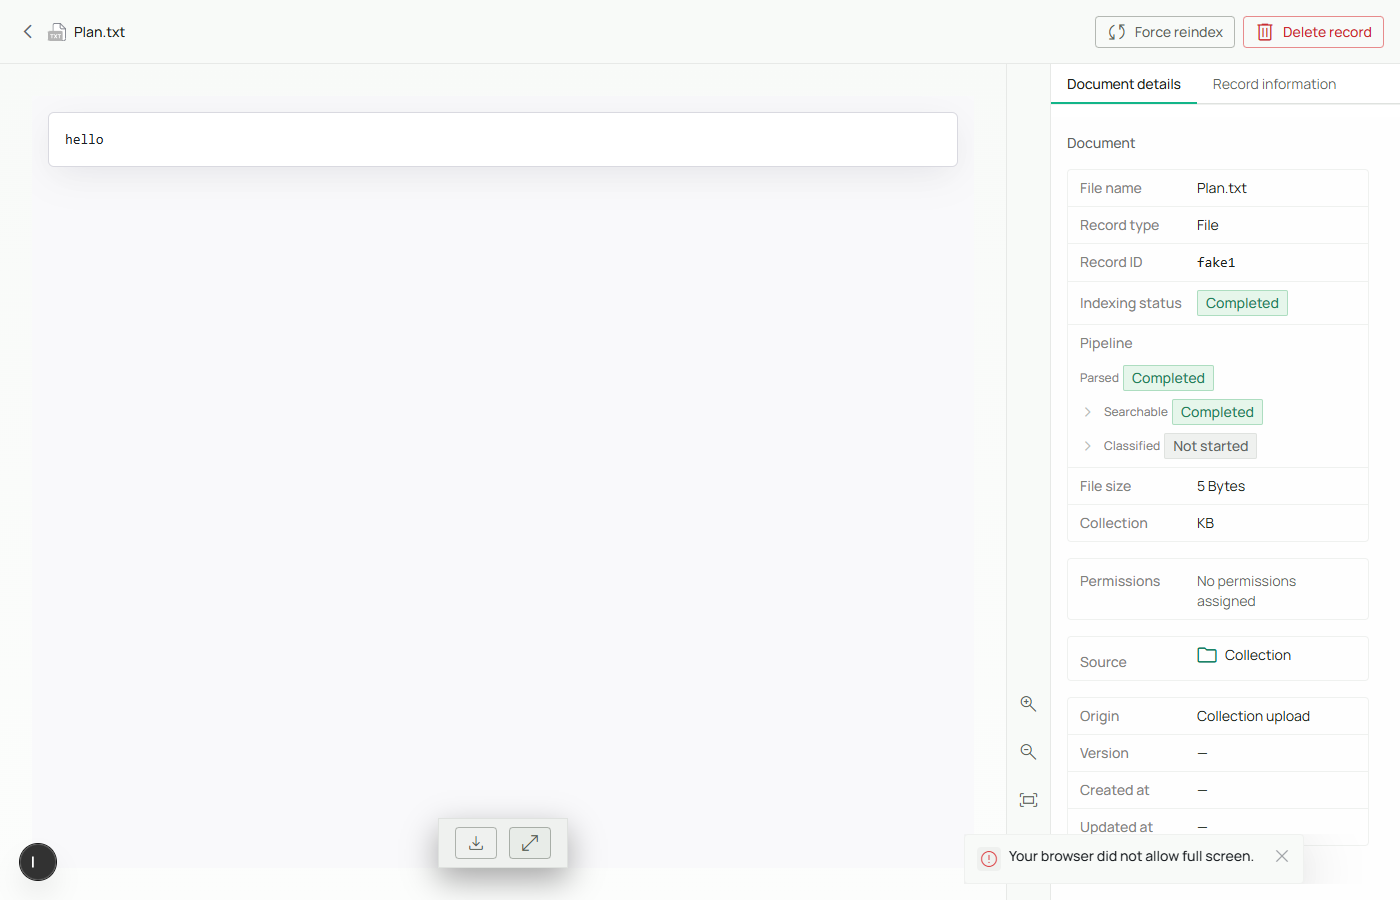 Plan.txt
Force reindex
Delete record
hello
Document details
Record information
Document
File name
Plan.txt
Record type
File
Record ID
fake1
Indexing status
Completed
Pipeline
Parsed
Completed
Searchable
Completed
Classified
Not started
File size
5 Bytes
Collection
KB
Permissions
No permissions
assigned
Source
Collection
Origin
Collection upload
Version
—
Created at
—
Updated at
—
Your browser did not allow full screen.